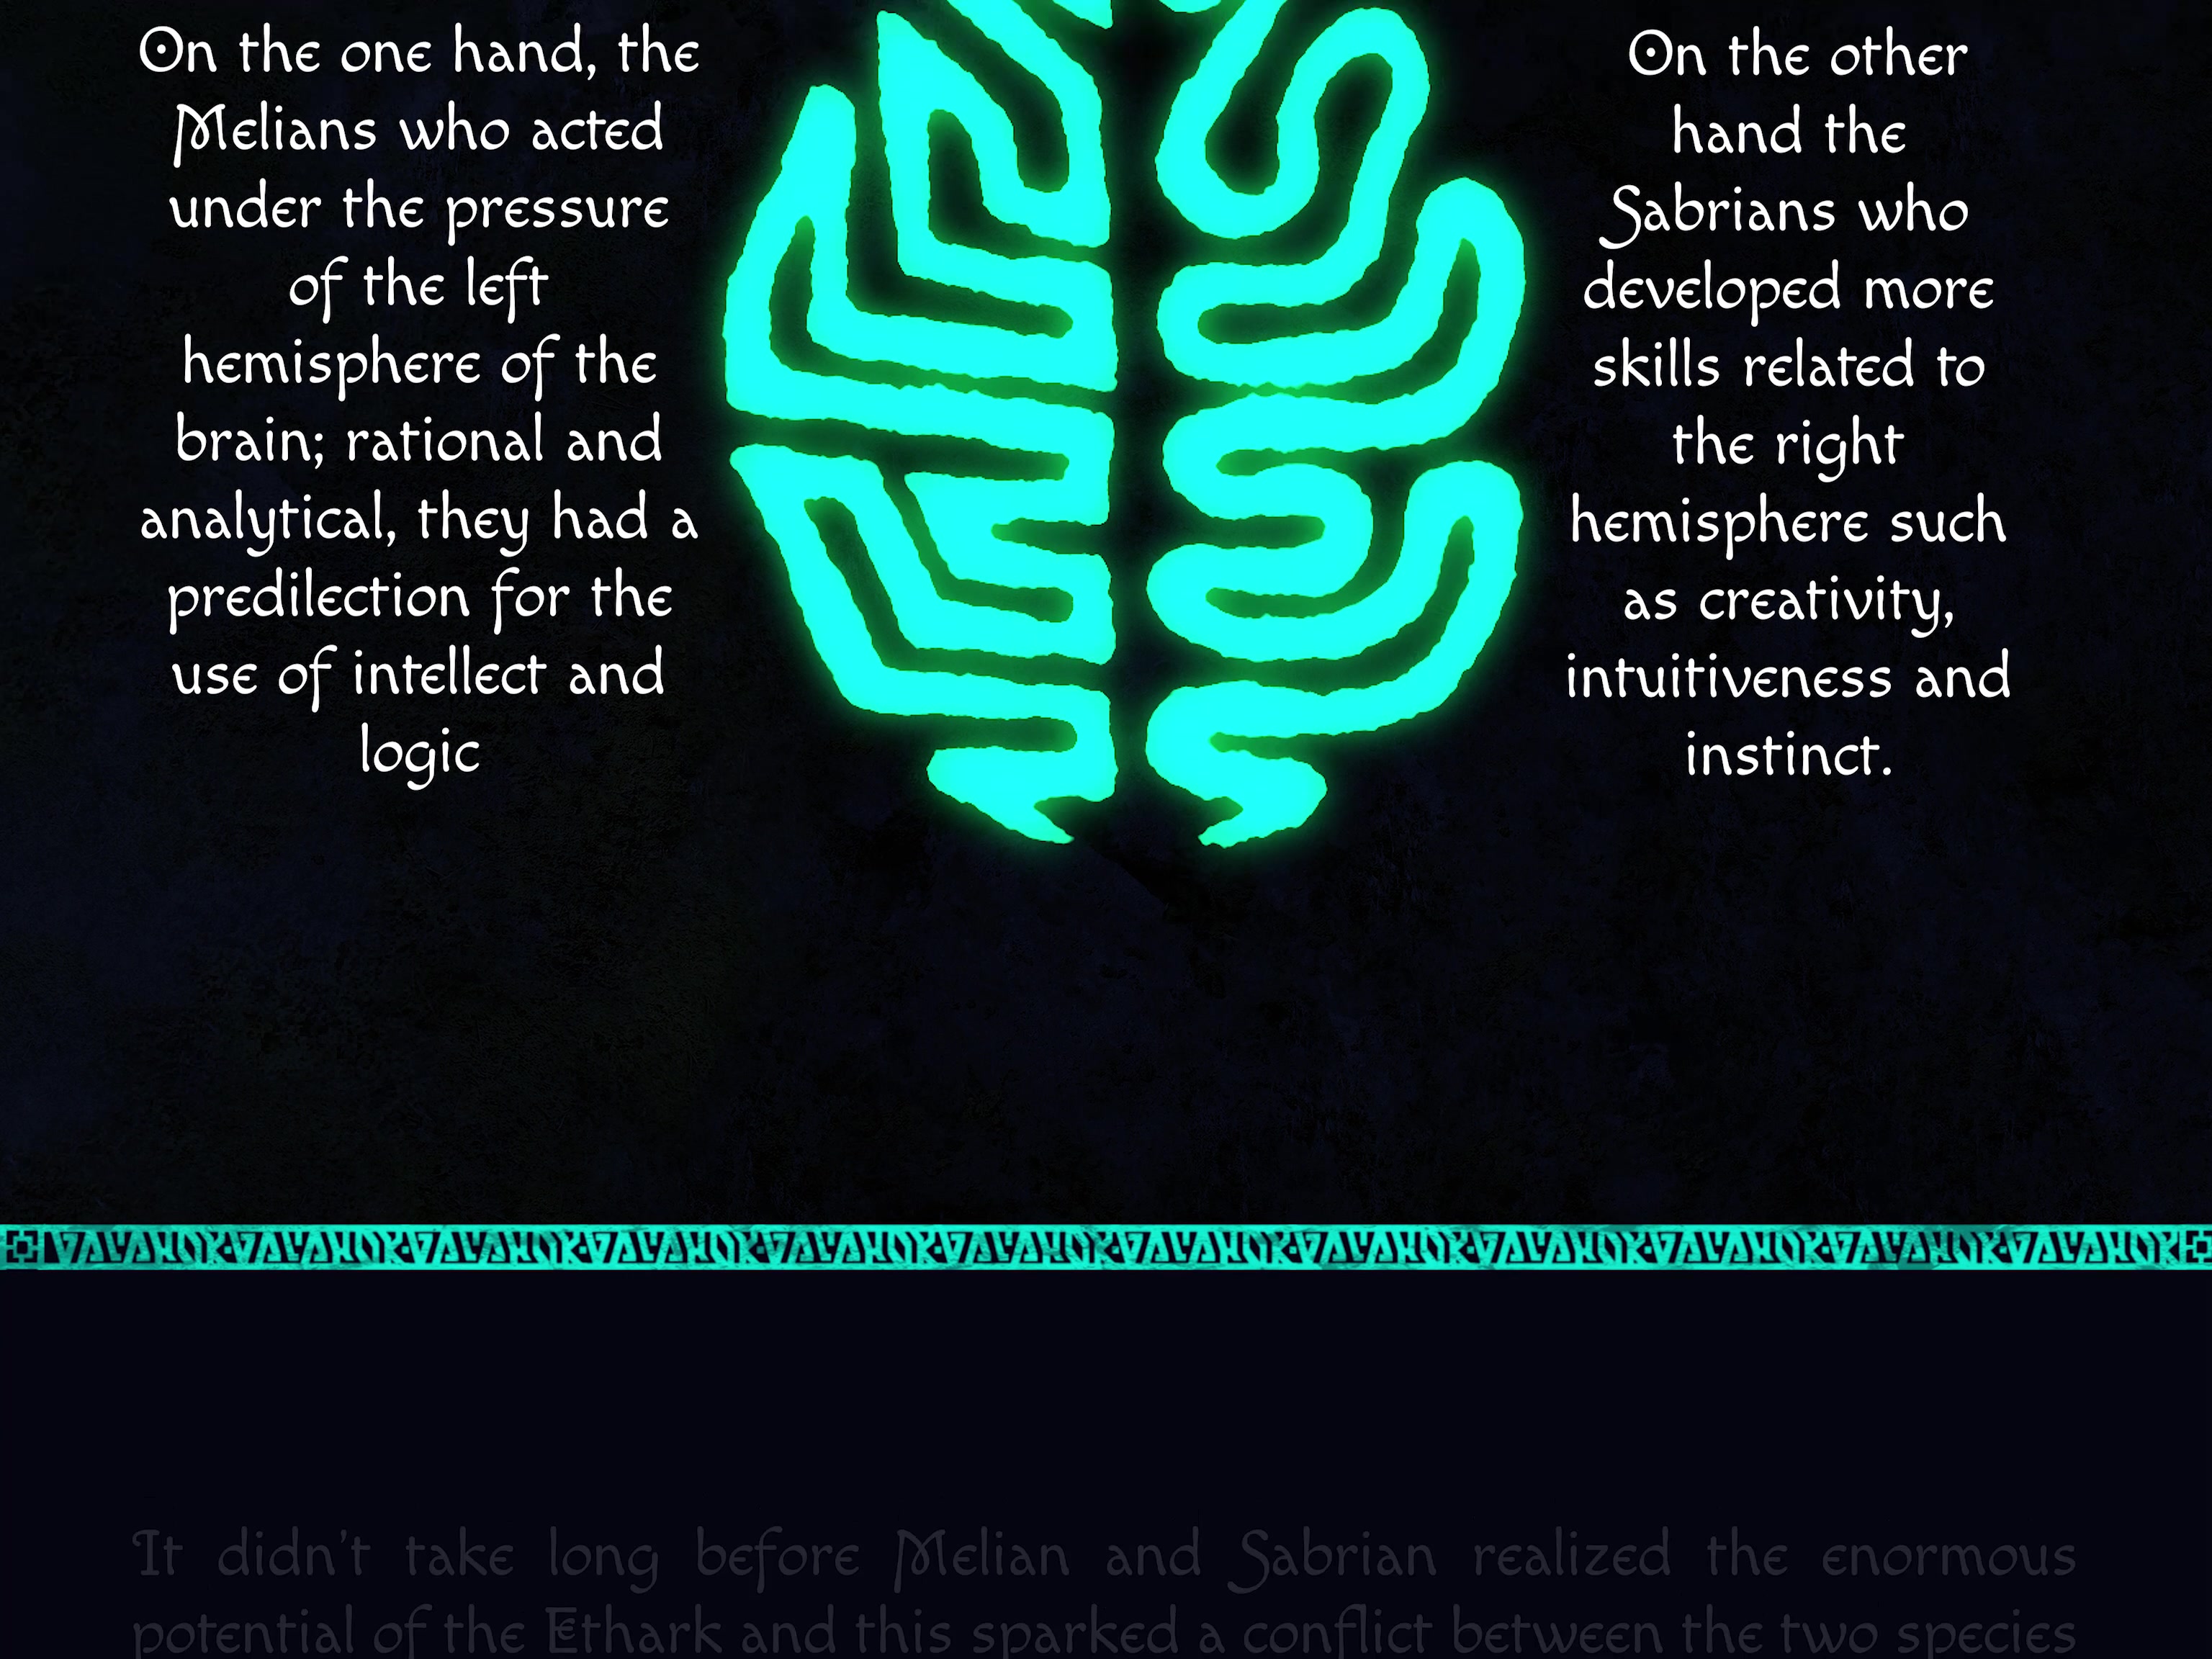 On the one hand, the
Melians who acted
under the pressure
of the left
hemisphere of the
brain; rational and
analytical, they had a
predilection for the
use of intellect and
logic
On the other
hand the
Sabrians who
developed more
skills related to
the right
hemisphere such
as creativity,
intuitiveness and
instinct.
It didn't take long before Melian and Sabrian realized the enormous
potential of the Ethark and this sparked a conflict between the two species